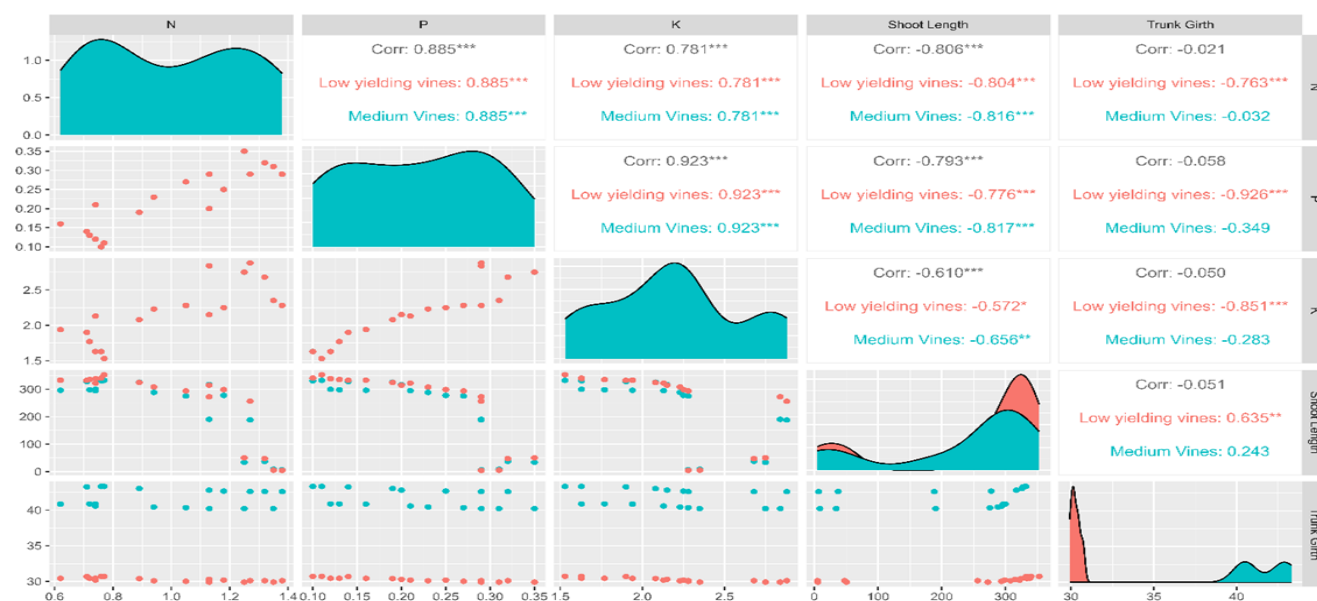 N P K Shoot Length Trunk Girth
Corr: 0.885*** Corr: 0.781*** Corr: -0.806*** Corr: -0.021
Low yielding vines: 0.885*** Low yielding vines: 0.781*** Low yielding vines: -0.804*** Low yielding vines: -0.763***
Medium Vines: 0.885*** Medium Vines: 0.781*** Medium Vines: -0.816*** Medium Vines: -0.032
N
1.0
0.5
0.0
Corr: 0.923*** Corr: -0.793*** Corr: -0.058
Low yielding vines: 0.923*** Low yielding vines: -0.776*** Low yielding vines: -0.926***
Medium Vines: 0.923*** Medium Vines: -0.817*** Medium Vines: -0.349
P
0.35
0.30
0.25
0.20
0.15
0.10
Corr: -0.610*** Corr: -0.050
Low yielding vines: -0.572* Low yielding vines: -0.851***
Medium Vines: -0.656** Medium Vines: -0.283
K
2.5
2.0
1.5
Corr: -0.051
Low yielding vines: 0.635**
Medium Vines: 0.243
Shoot Length
300
200
100
0
Trunk Girth
40
35
30
0.6 0.8 1.0 1.2 1.4 0.10 0.15 0.20 0.25 0.30 0.35 1.5 2.0 2.5 0 100 200 300 30 35 40